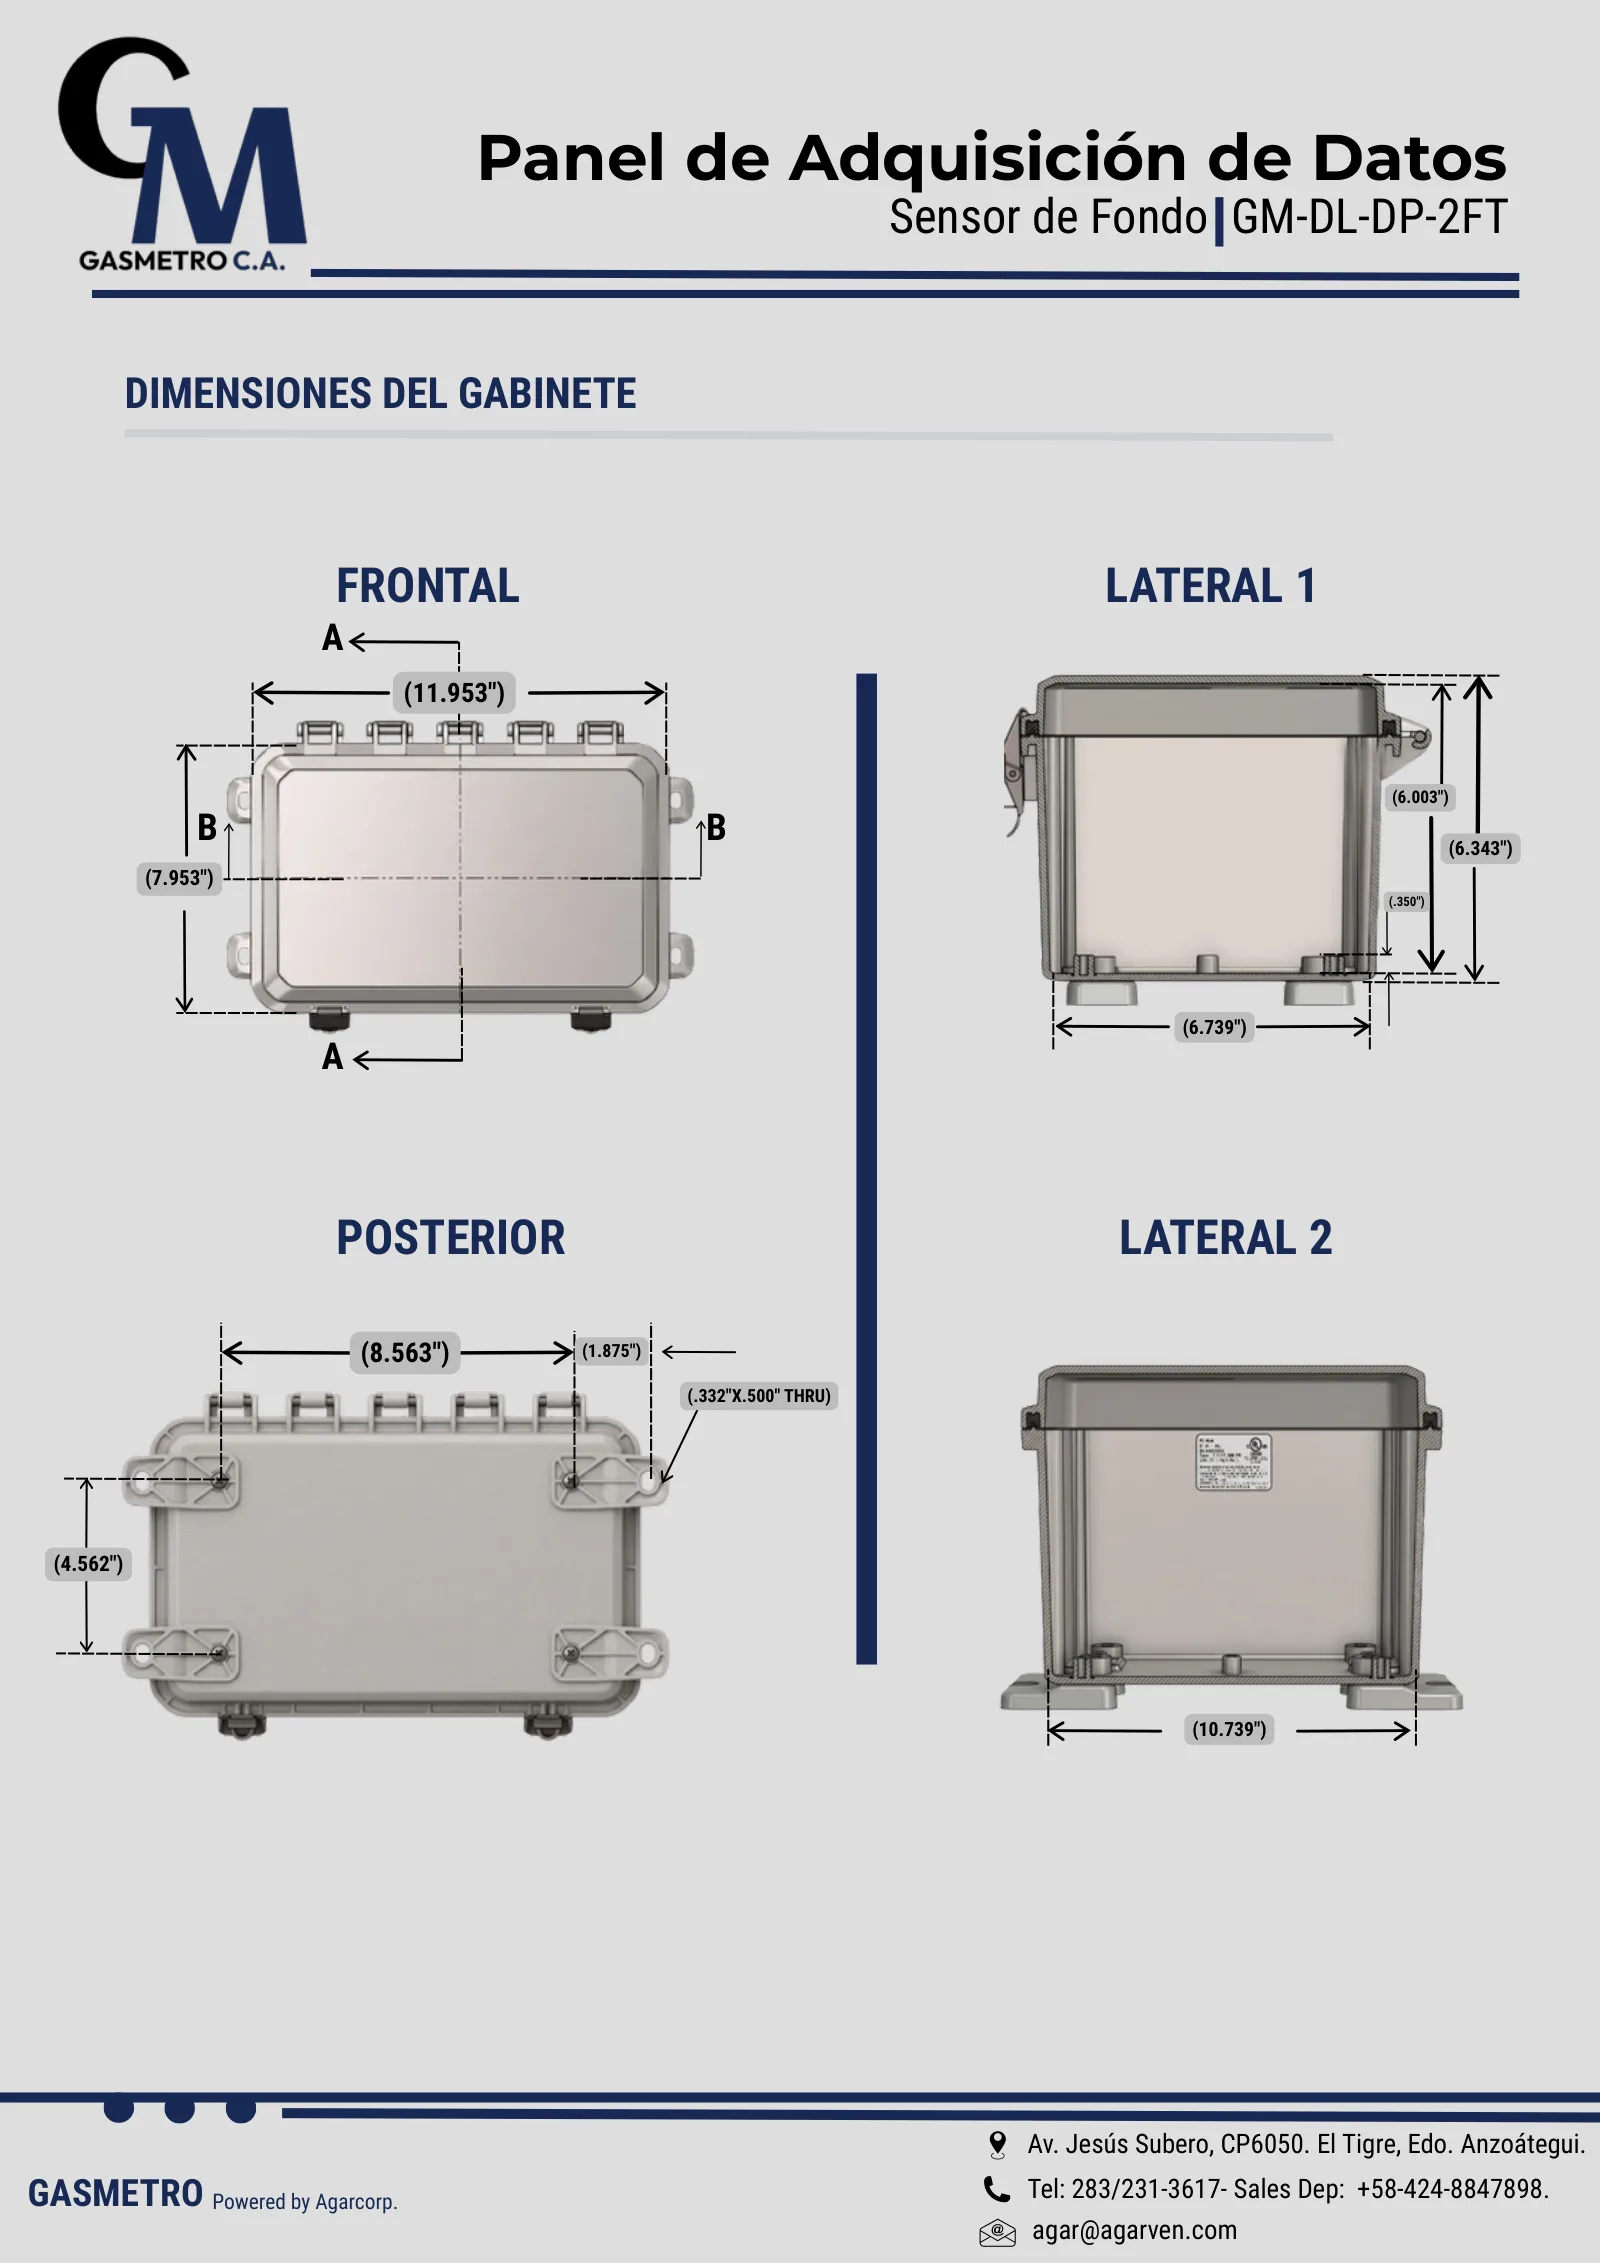 GM
GASMETRO C.A.
Panel de Adquisición de Datos
Sensor de Fondo|GM-DL-DP-2FT
DIMENSIONES DEL GABINETE
FRONTAL
A
(11.953")
B
B
(7.953")
A
LATERAL 1
(6.003")
(6.343")
(.350")
(6.739")
POSTERIOR
(8.563")
(1.875")
(.332"X.500" THRU)
(4.562")
LATERAL 2
(10.739")
GASMETRO Powered by Agarcorp.
Av. Jesús Subero, CP6050. El Tigre, Edo. Anzoátegui.
Tel: 283/231-3617- Sales Dep: +58-424-8847898.
agar@agarven.com